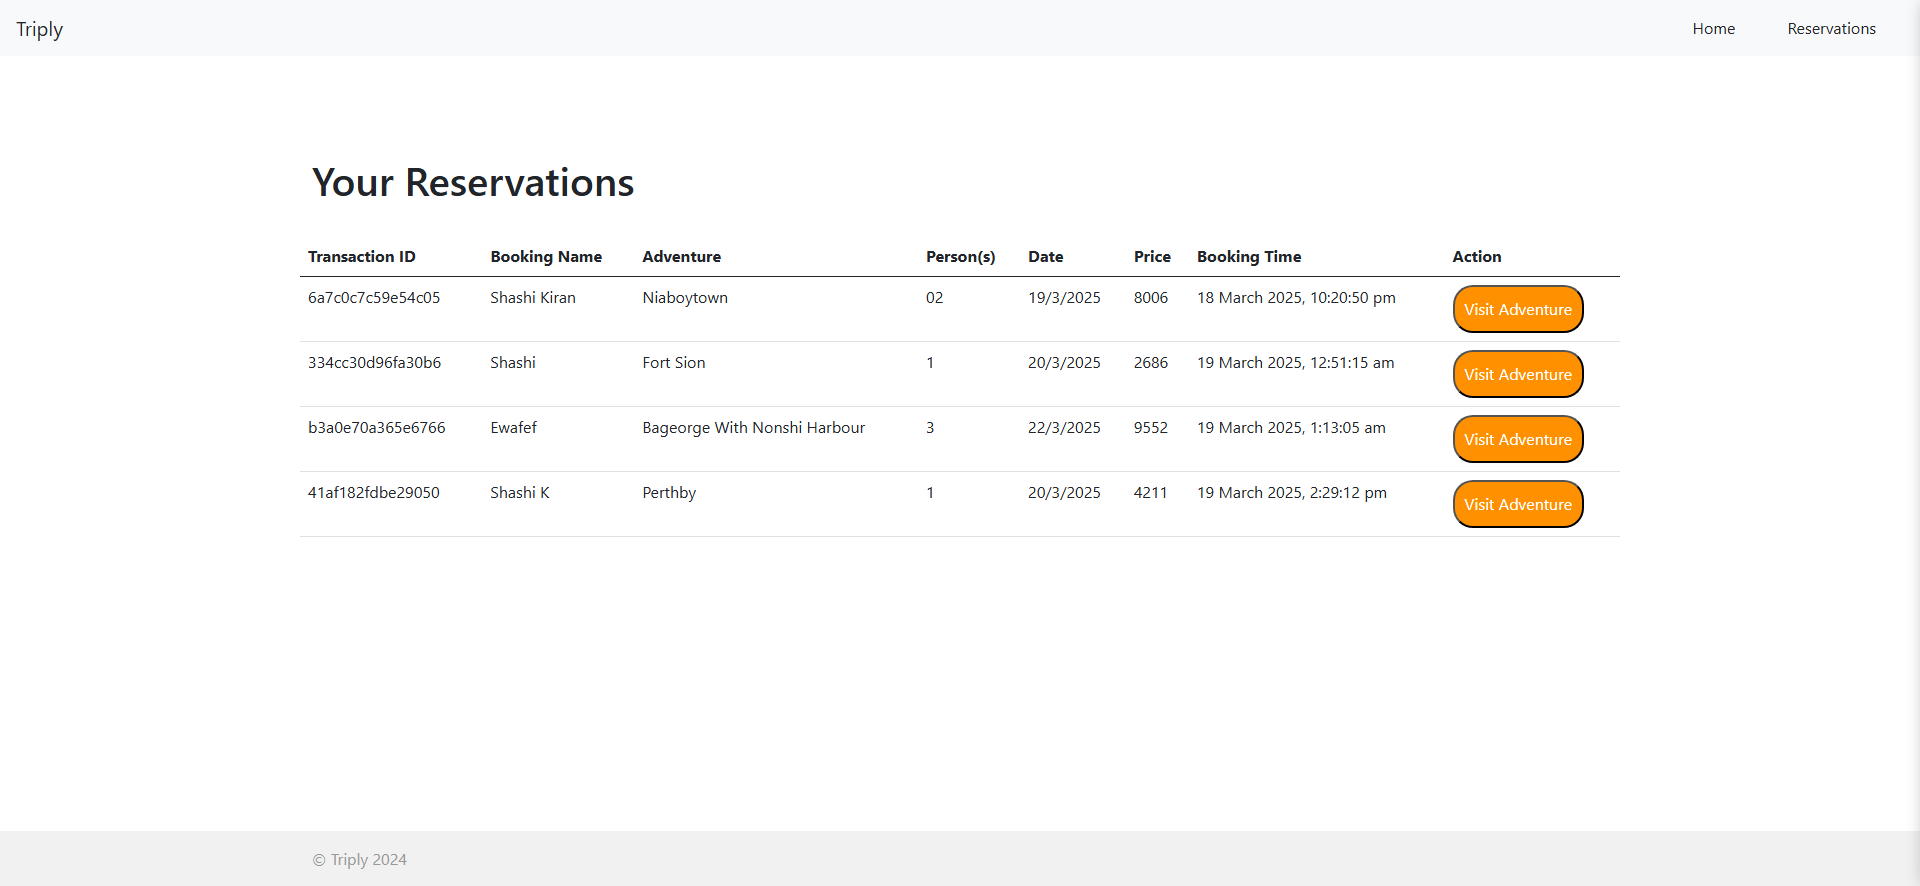 Triply Home Reservations
Your Reservations
Transaction ID Booking Name Adventure Person(s) Date Price Booking Time Action
6a7c0c7c59e54c05 Shashi Kiran Niaboytown 02 19/3/2025 8006 18 March 2025, 10:20:50 pm Visit Adventure
334cc30d96fa30b6 Shashi Fort Sion 1 20/3/2025 2686 19 March 2025, 12:51:15 am Visit Adventure
b3a0e70a365e6766 Ewafef Bageorge With Nonshi Harbour 3 22/3/2025 9552 19 March 2025, 1:13:05 am Visit Adventure
41af182fdbe29050 Shashi K Perthby 1 20/3/2025 4211 19 March 2025, 2:29:12 pm Visit Adventure
© Triply 2024